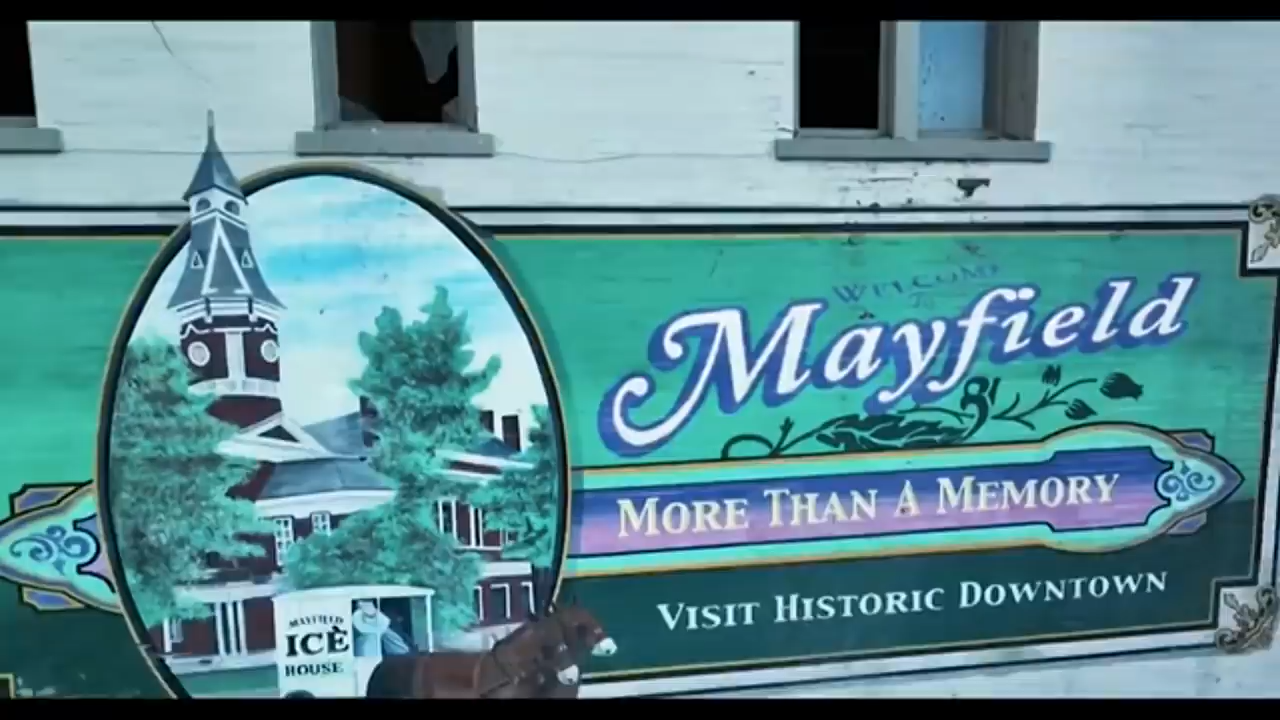 WELCOME
To
Mayfield
MORE THAN A MEMORY
VISIT HISTORIC DOWNTOWN
MAYFIELD
ICE
HOUSE